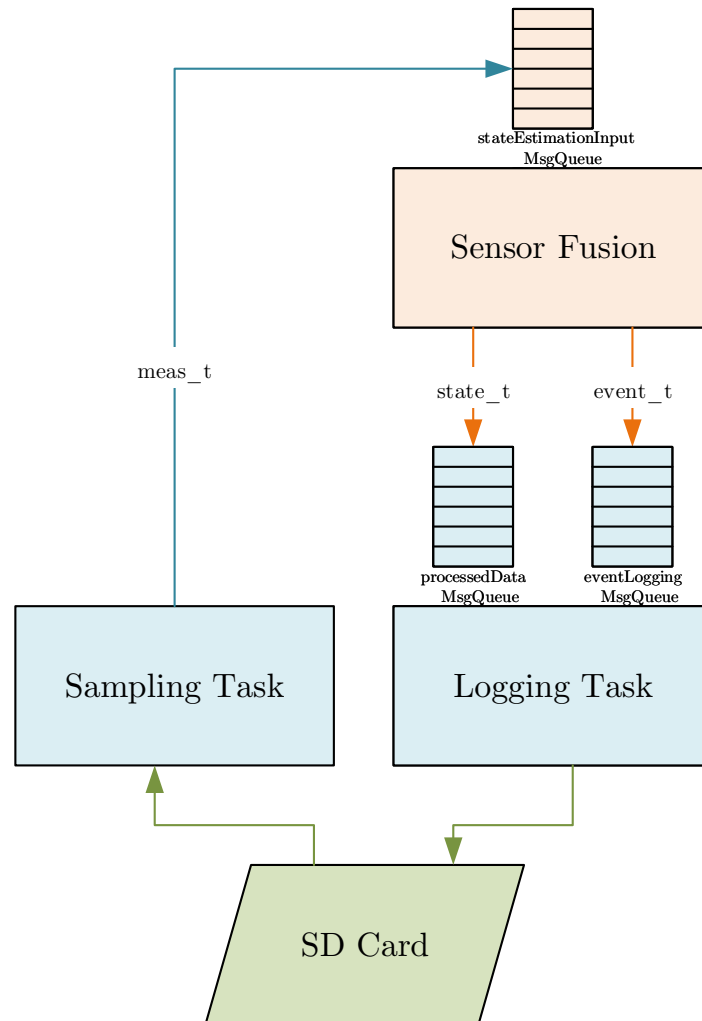 stateEstimationInput
MsgQueue
Sensor Fusion
meas_t
state_t
event_t
processedData
MsgQueue
eventLogging
MsgQueue
Sampling Task
Logging Task
SD Card